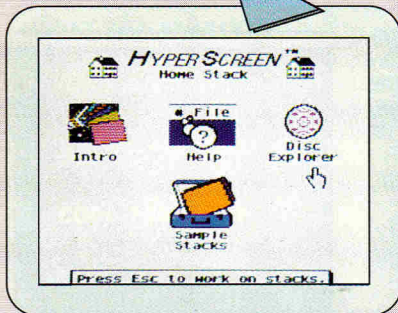 HYPERSCREEN™
Home Stack
File
Intro
Help
Disc
Explorer
?
Sample
Stacks
Press Esc to work on stacks.